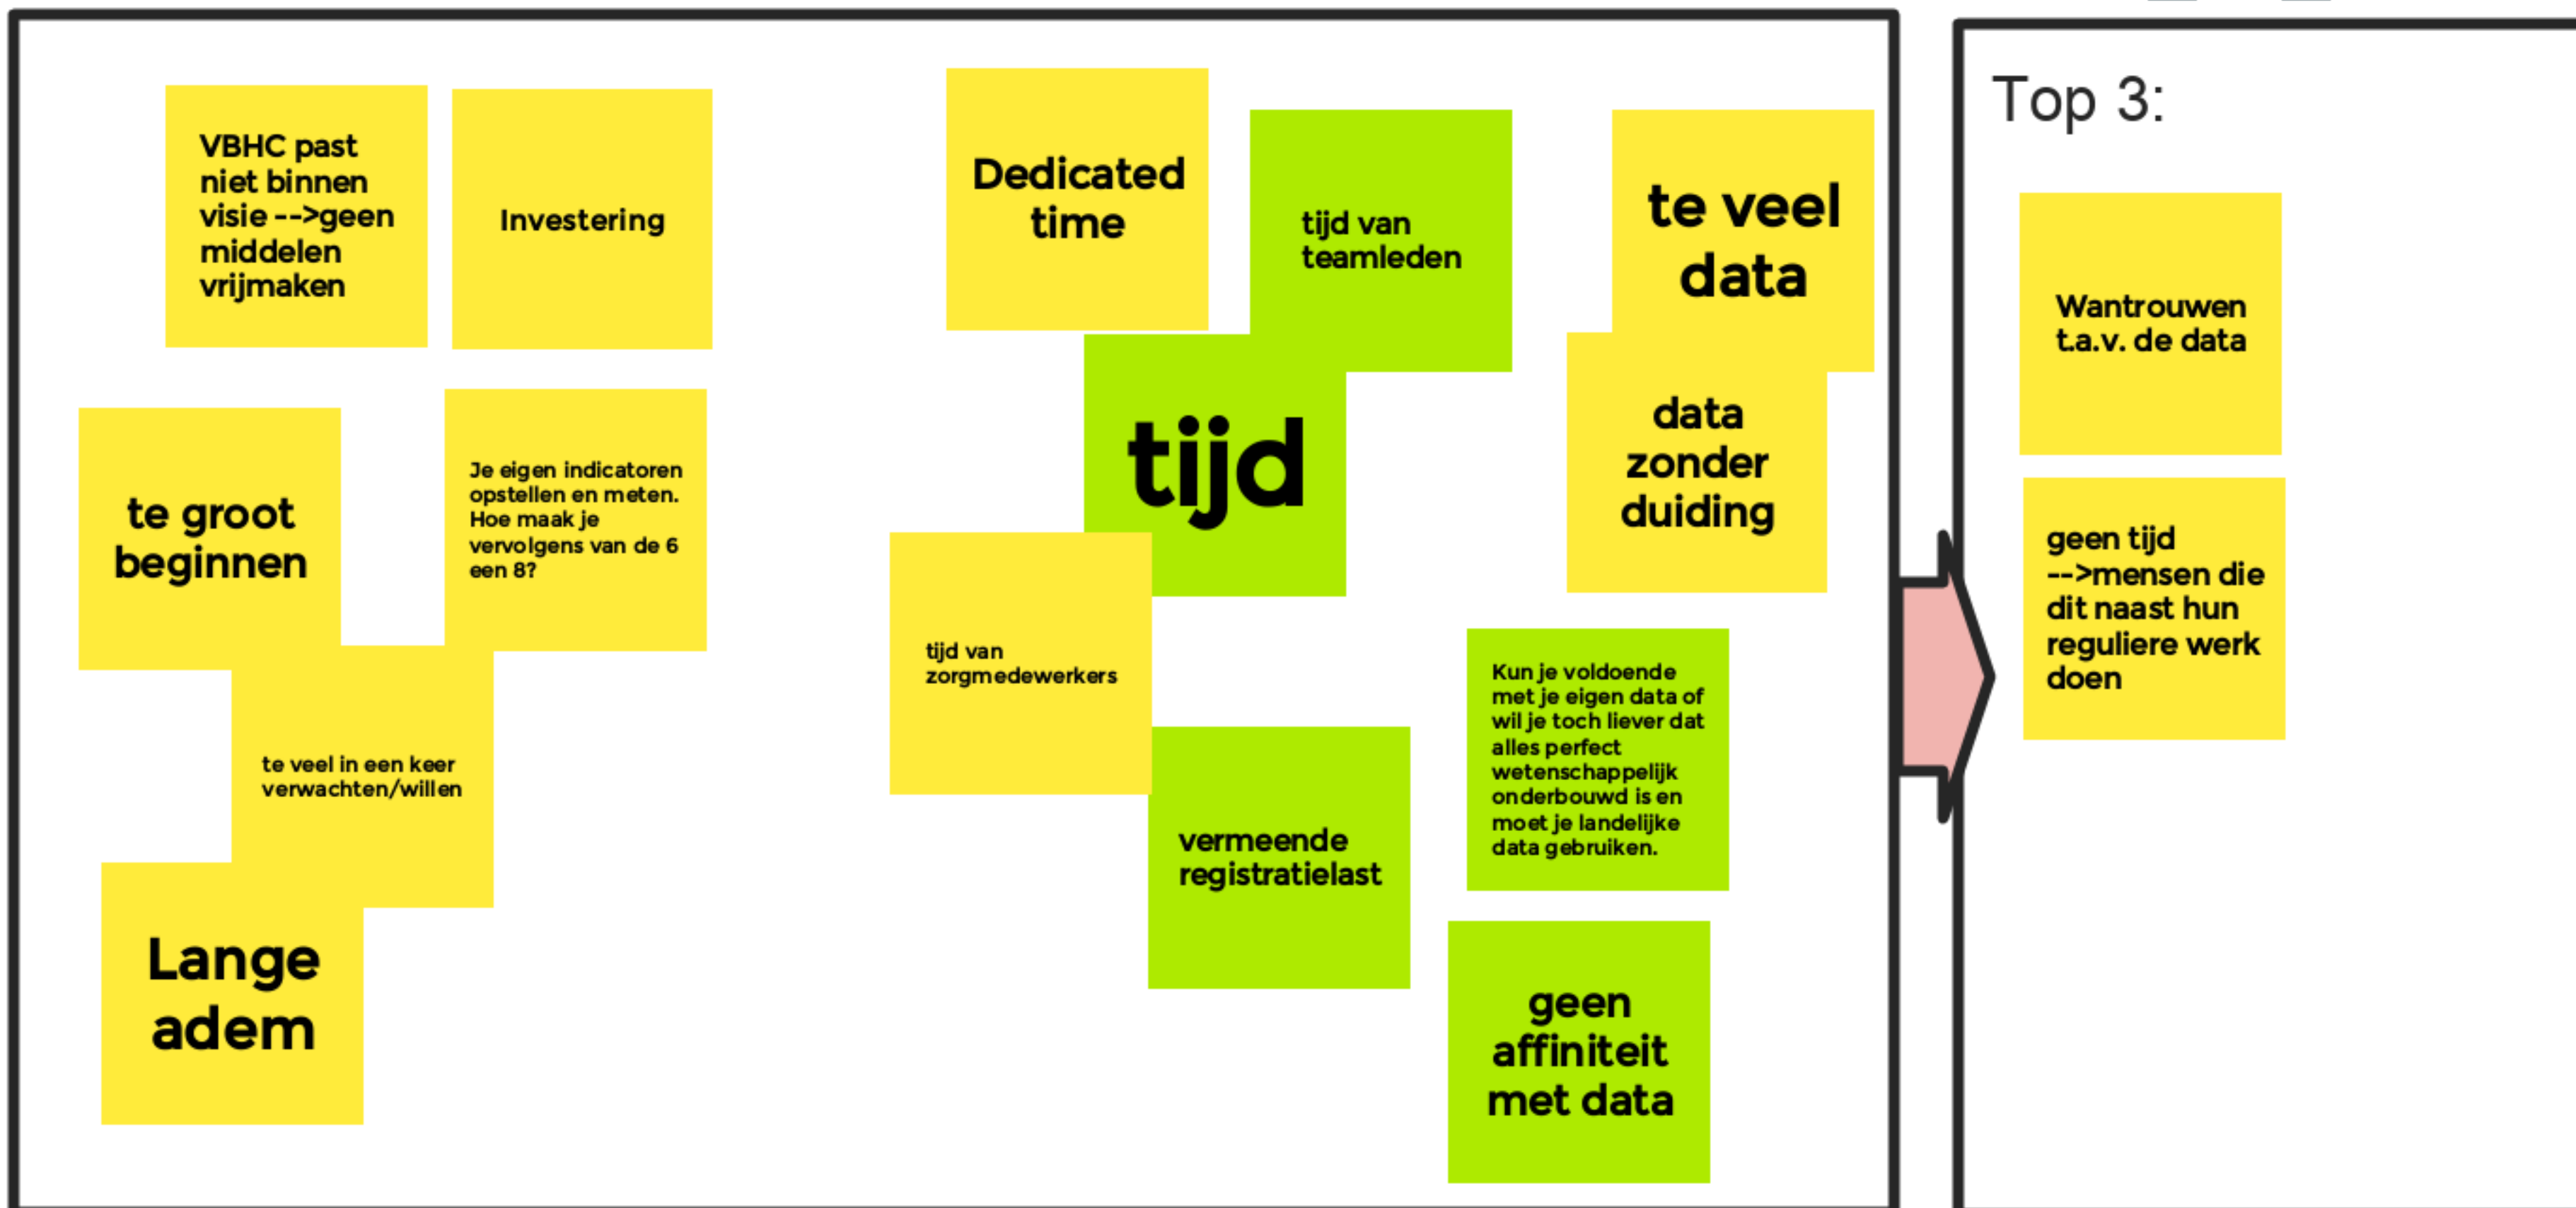 VBHC past
niet binnen
visie -->geen
middelen
vrijmaken
Investering
Dedicated
time
tijd van
teamleden
te veel
data
tijd
data
zonder
duiding
te groot
beginnen
Je eigen indicatoren
opstellen en meten.
Hoe maak je
vervolgens van de 6
een 8?
te veel in een keer
verwachten/willen
Lange
adem
tijd van
zorgmedewerkers
vermeende
registratielast
Kun je voldoende
met je eigen data of
wil je toch liever dat
alles perfect
wetenschappelijk
onderbouwd is en
moet je landelijke
data gebruiken.
geen
affiniteit
met data
Top 3:
Wantrouwen
t.a.v. de data
geen tijd
-->mensen die
dit naast hun
reguliere werk
doen